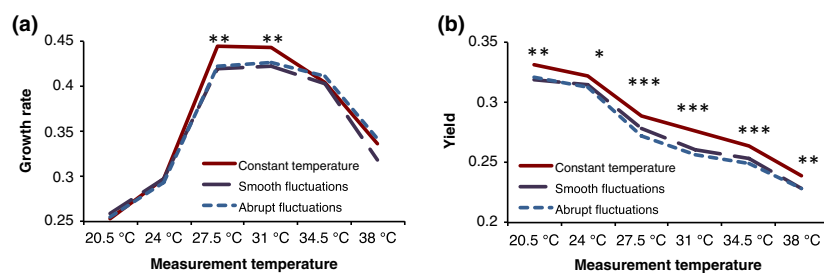 (a)
0.45
0.4
0.35
0.3
0.25
Growth rate
** **
Constant temperature
Smooth fluctuations
Abrupt fluctuations
20.5 °C 24 °C 27.5 °C 31 °C 34.5 °C 38 °C
Measurement temperature
(b)
0.35
0.3
0.25
0.2
Yield
** * *** *** *** **
Constant temperature
Smooth fluctuations
Abrupt fluctuations
20.5 °C 24 °C 27.5 °C 31 °C 34.5 °C 38 °C
Measurement temperature